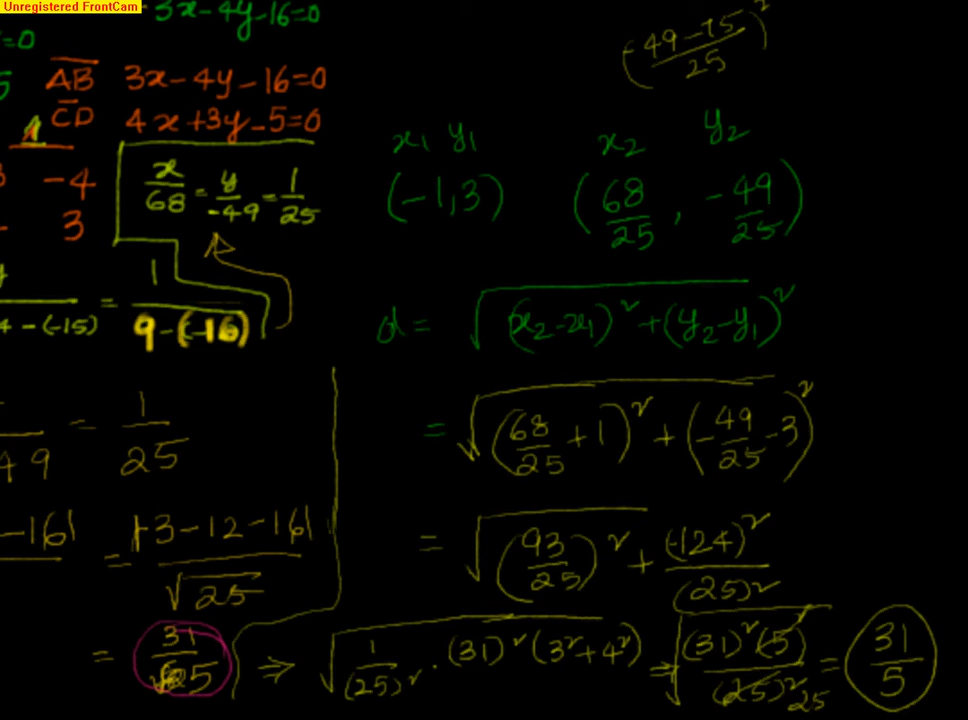 Unregistered FrontCam
3x-4y-16=0
=0
(-49-75/25)²
5 AB 3x-4y-16=0
CD 4x+3y-5=0
x₁ y₁ x₂ y₂
-4 x/68 = y/-49 = 1/25 (-1,3) (68/25, -49/25)
3
4-(-15) = 1/9-(-16)
d = √(x₂-x₁)²+(y₂-y₁)²
49 = 1/25
= √(68/25+1)²+(-49/25-3)²
-16| = |-3-12-16|/√25
= √(93/25)²+(-124)²/(25)²
= 31/5 ⇒ √1/(25)²·(31)²(3²+4²) ⇒ √(31)²(5)²/(25)² 25 = 31/5